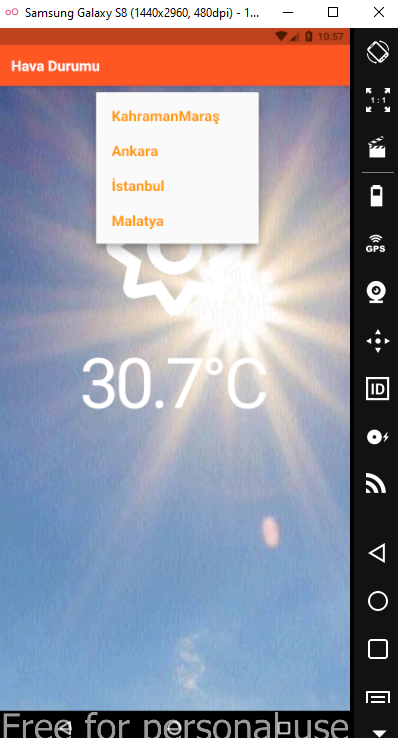 Samsung Galaxy S8 (1440x2960, 480dpi) - 1...
10:57
Hava Durumu
1:1
KahramanMaraş
Ankara
İstanbul
Malatya
GPS
30.7°C
ID
Free for personal use